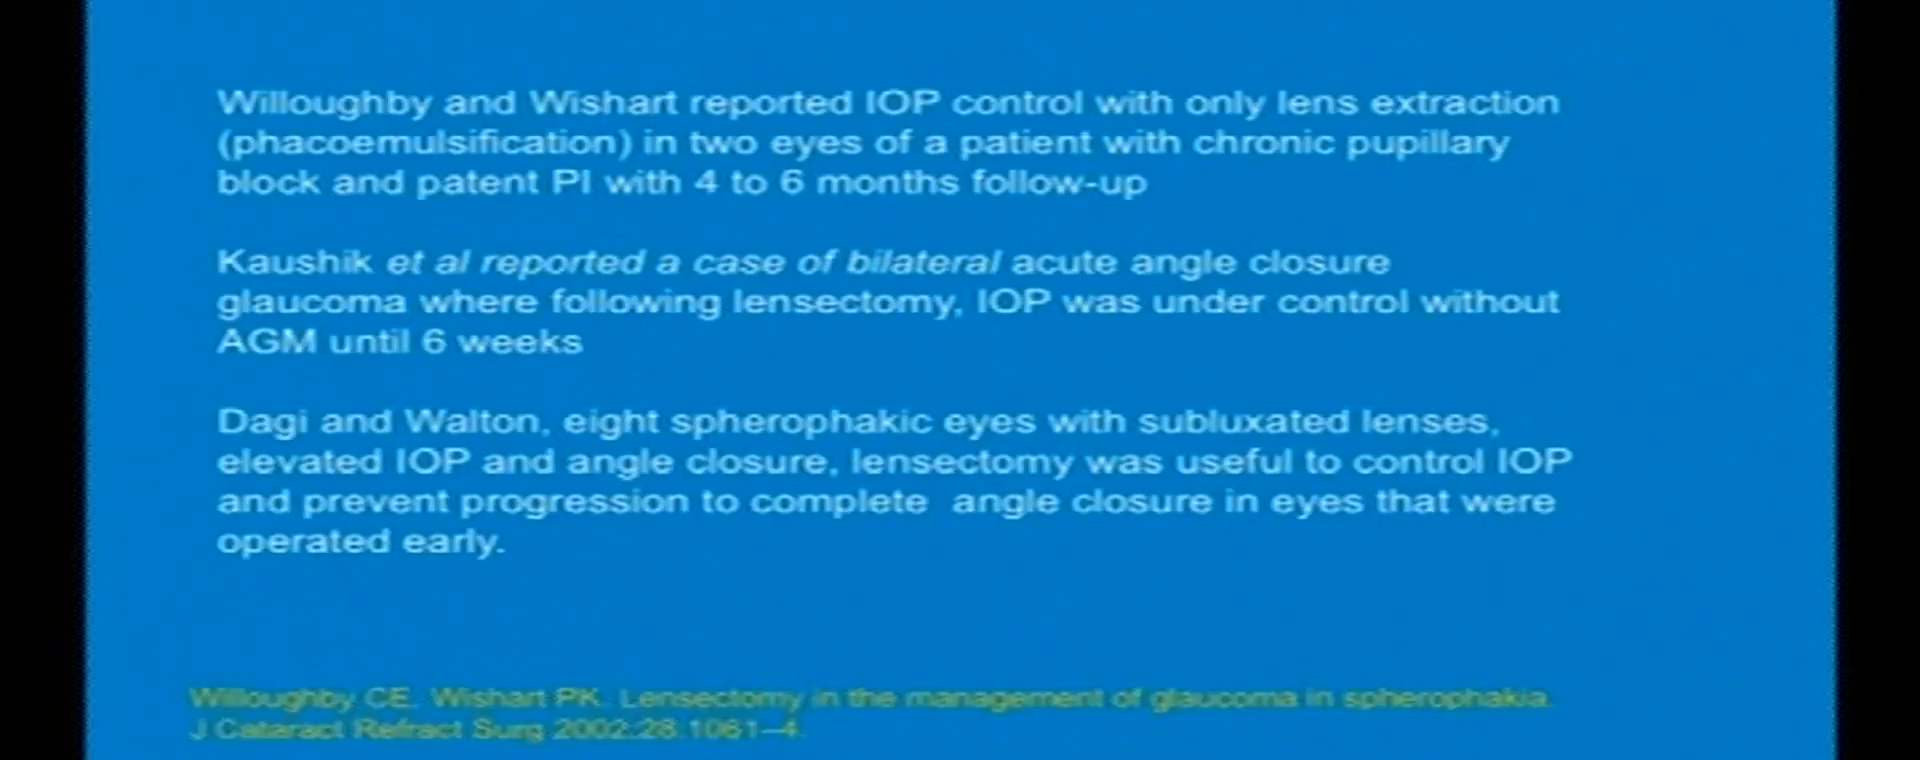 Willoughby and Wishart reported IOP control with only lens extraction
(phacoemulsification) in two eyes of a patient with chronic pupillary
block and patent PI with 4 to 6 months follow-up
Kaushik et al reported a case of bilateral acute angle closure
glaucoma where following lensectomy, IOP was under control without
AGM until 6 weeks
Dagi and Walton, eight spherophakic eyes with subluxated lenses,
elevated IOP and angle closure, lensectomy was useful to control IOP
and prevent progression to complete angle closure in eyes that were
operated early.
Willoughby CE, Wishart PK. Lensectomy in the management of glaucoma in spherophakia.
J Cataract Refract Surg 2002;28:1061–4.